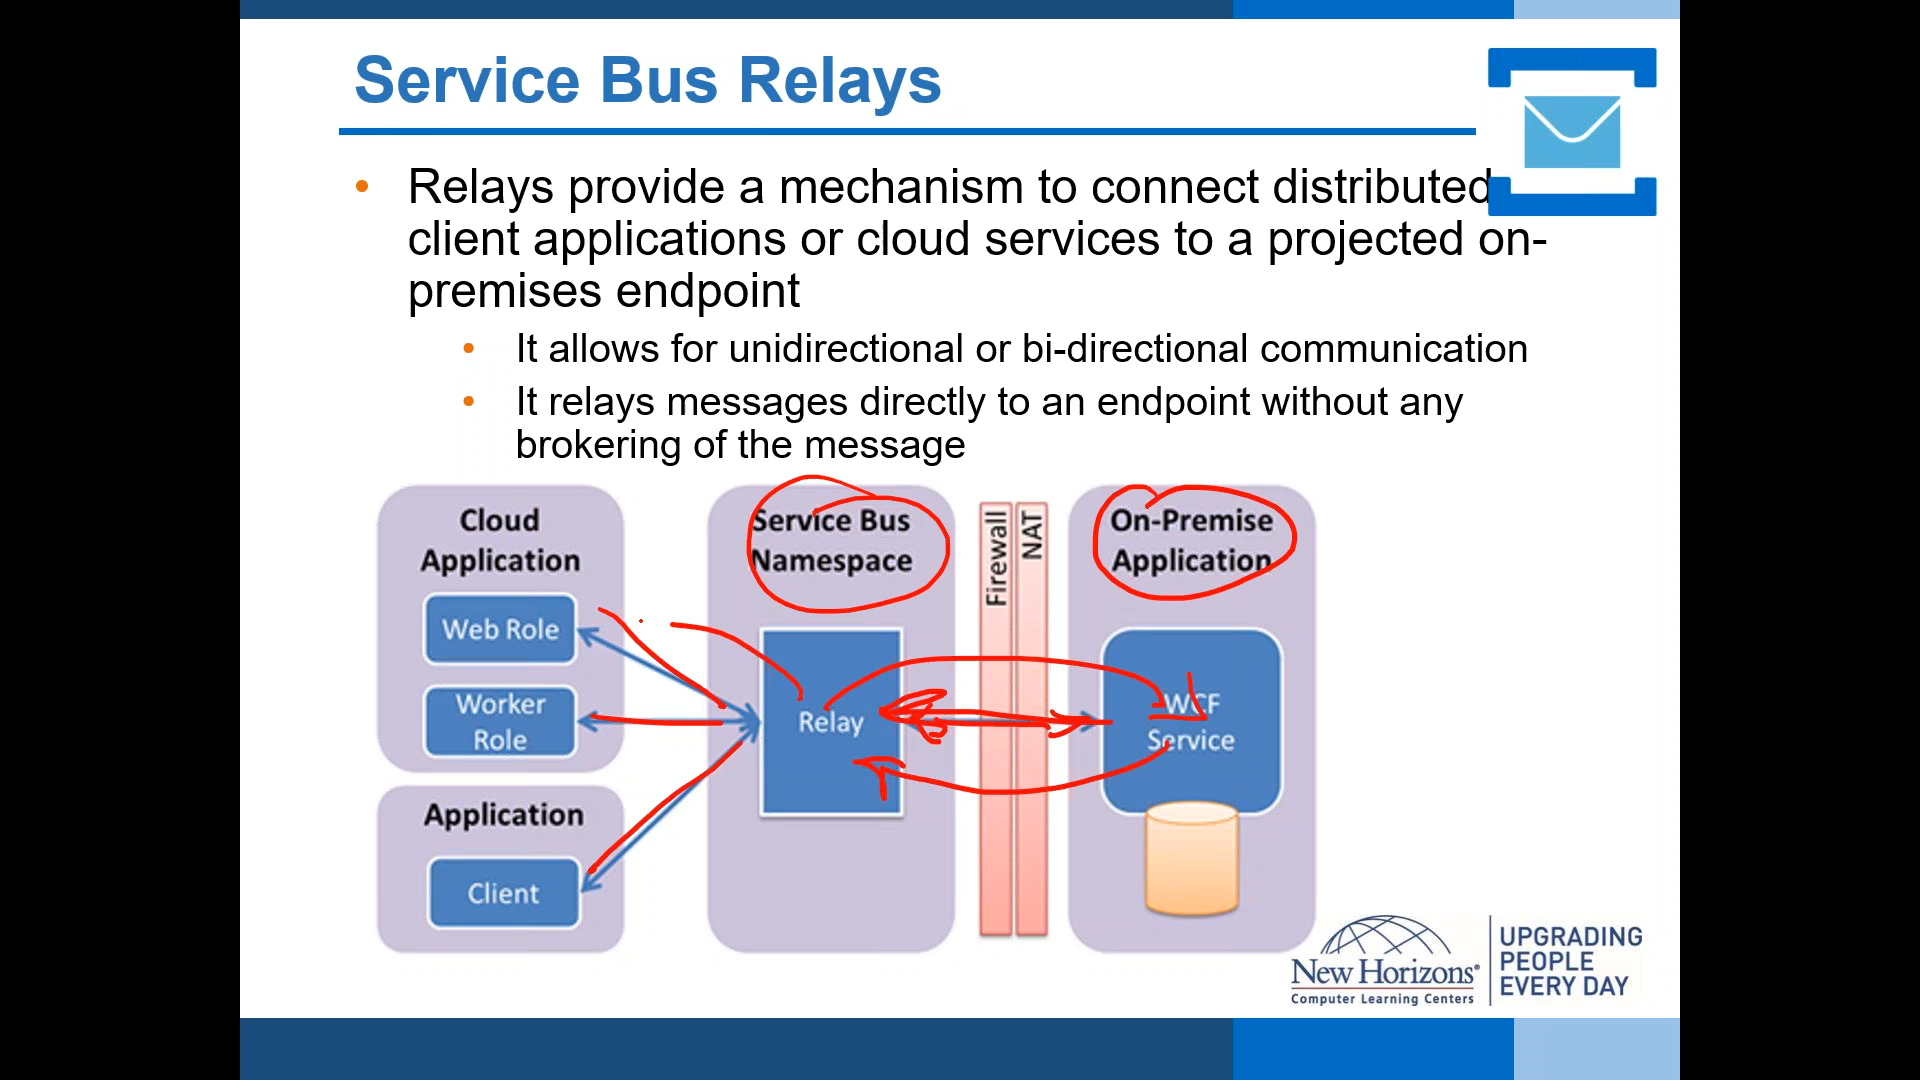 Service Bus Relays
• Relays provide a mechanism to connect distributed
client applications or cloud services to a projected on-
premises endpoint
• It allows for unidirectional or bi-directional communication
• It relays messages directly to an endpoint without any
brokering of the message
Cloud
Application
Web Role
Worker
Role
Application
Client
Service Bus
Namespace
Relay
Firewall
NAT
On-Premise
Application
WCF
Service
New Horizons®
Computer Learning Centers
UPGRADING
PEOPLE
EVERY DAY